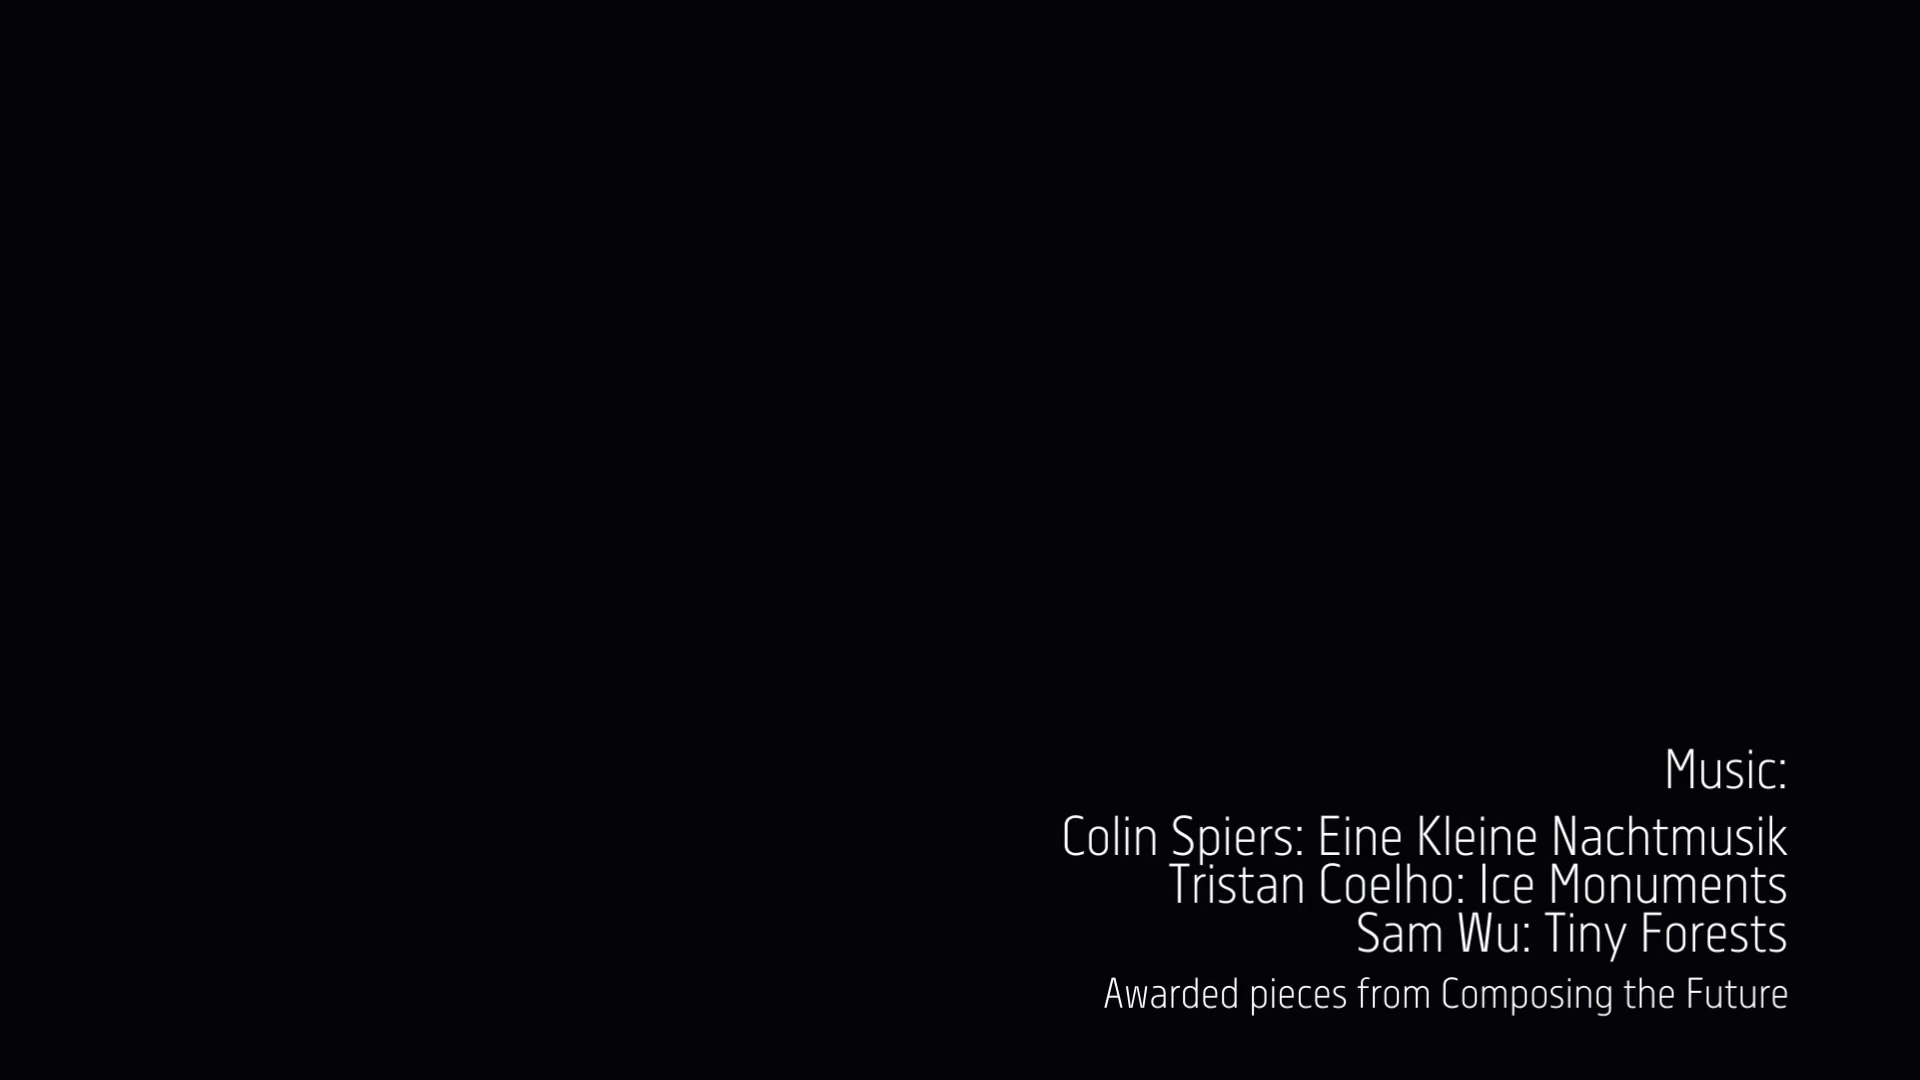 Music:
Colin Spiers: Eine Kleine Nachtmusik
Tristan Coelho: Ice Monuments
Sam Wu: Tiny Forests
Awarded pieces from Composing the Future